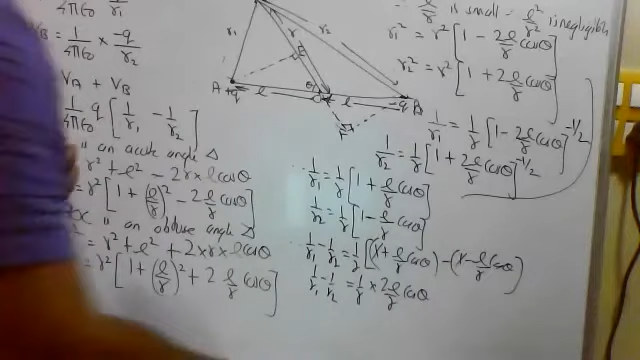 4πε₀ r₁
V_B = 1/4πε₀ × -q/r₂
V_A + V_B
1/4πε₀ q [1/r₁ - 1/r₂]
" an acute angle Δ
r² + l² - 2r × l cosθ
= r² [1 + (l/r)² - 2l/r cosθ]
OC " an obtuse angle Δ
² = r² + l² + 2 × r × l cosθ
= r² [1 + (l/r)² + 2 l/r cosθ]
r₁ r r₂
E
A +q l O l -q B
F
l/r is small ∴ l²/r² is negligible
r₁² = r² [1 - 2l/r cosθ]
r₂² = r² [1 + 2l/r cosθ]
1/r₁ = 1/r [1 - 2l/r cosθ]^-1/2
1/r₂ = 1/r [1 + 2l/r cosθ]^-1/2
∴ 1/r₁ = 1/r [1 + l/r cosθ]
1/r₂ = 1/r [1 - l/r cosθ]
∴ 1/r₁ - 1/r₂ = 1/r [(1 + l/r cosθ) - (1 - l/r cosθ)]
1/r₁ - 1/r₂ = 1/r × 2l/r cosθ